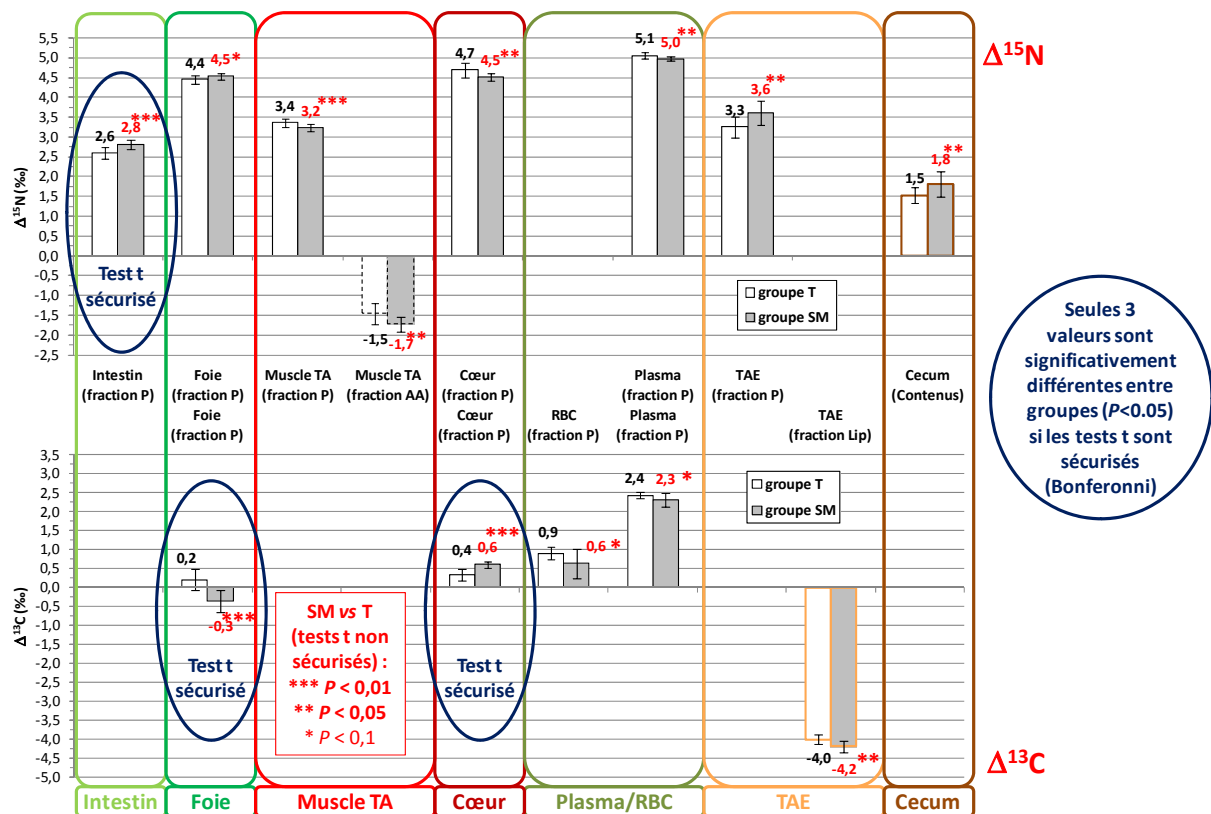 Δ15N
5,5
5,0
4,5
4,0
3,5
3,0
2,5
2,0
1,5
1,0
0,5
0,0
-0,5
-1,0
-1,5
-2,0
-2,5
Δ15N (‰)
2,6
2,8 ***
4,4
4,5 *
3,4
3,2 ***
-1,5
-1,7 **
4,7
4,5 **
5,1
5,0 **
3,3
3,6 **
1,5
1,8 **
Test t
sécurisé
groupe T
groupe SM
Intestin
(fraction P)
Foie
(fraction P)
Muscle TA
(fraction P)
Muscle TA
(fraction AA)
Cœur
(fraction P)
Plasma
(fraction P)
TAE
(fraction P)
Cecum
(Contenus)
Foie
(fraction P)
Cœur
(fraction P)
RBC
(fraction P)
Plasma
(fraction P)
TAE
(fraction Lip)
3,5
3,0
2,5
2,0
1,5
1,0
0,5
0,0
-0,5
-1,0
-1,5
-2,0
-2,5
-3,0
-3,5
-4,0
-4,5
-5,0
Δ13C (‰)
0,2
-0,3 ***
0,4
0,6 ***
0,9
0,6 *
2,4
2,3 *
-4,0
-4,2 **
Test t
sécurisé
Test t
sécurisé
groupe T
groupe SM
SM vs T
(tests t non
sécurisés) :
*** P < 0,01
** P < 0,05
* P < 0,1
Seules 3
valeurs sont
significativement
différentes entre
groupes (P<0.05)
si les tests t sont
sécurisés
(Bonferonni)
Δ13C
Intestin
Foie
Muscle TA
Cœur
Plasma/RBC
TAE
Cecum